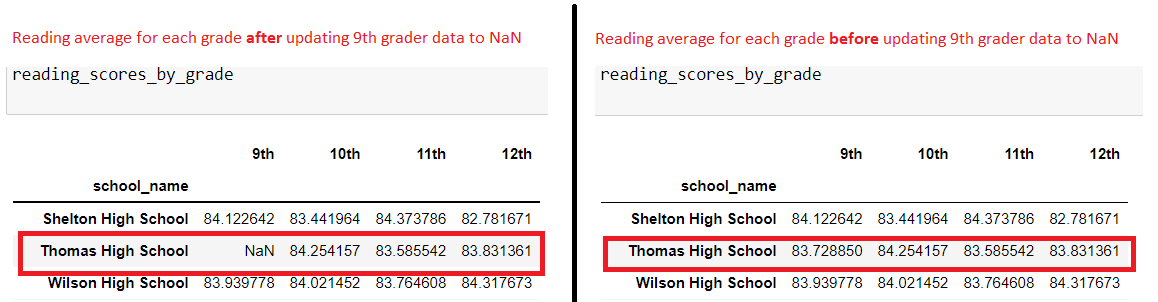 Reading average for each grade after updating 9th grader data to NaN
reading_scores_by_grade
9th 10th 11th 12th
school_name
Shelton High School 84.122642 83.441964 84.373786 82.781671
Thomas High School NaN 84.254157 83.585542 83.831361
Wilson High School 83.939778 84.021452 83.764608 84.317673
Reading average for each grade before updating 9th grader data to NaN
reading_scores_by_grade
9th 10th 11th 12th
school_name
Shelton High School 84.122642 83.441964 84.373786 82.781671
Thomas High School 83.728850 84.254157 83.585542 83.831361
Wilson High School 83.939778 84.021452 83.764608 84.317673